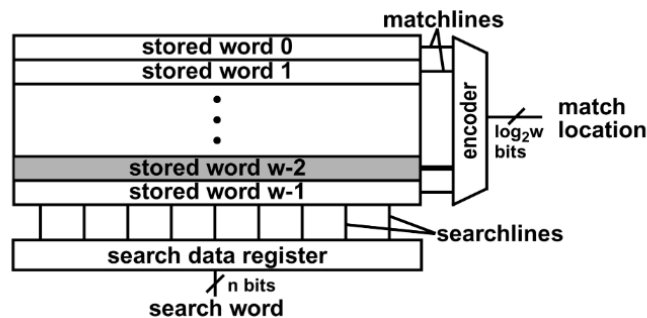 matchlines
stored word 0
stored word 1
encoder
match
location
log₂w
bits
stored word w-2
stored word w-1
searchlines
search data register
n bits
search word